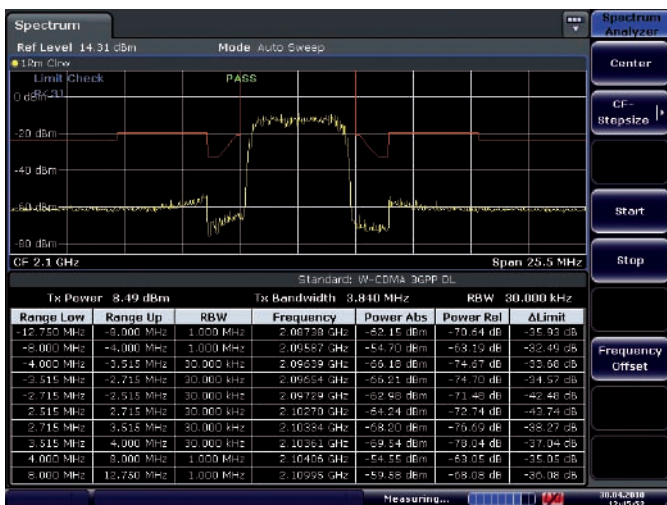 Spectrum
Spectrum Analyzer
Ref Level 14.31 dBm Mode Auto Sweep
1Rm Clrw
Center
Limit Check PASS
0 dBm
CF-Stepsize
-20 dBm
-40 dBm
-60 dBm
Start
-80 dBm
CF 2.1 GHz Span 25.5 MHz
Stop
Standard: W-CDMA 3GPP DL
Tx Power 8.49 dBm Tx Bandwidth 3.840 MHz RBW 30.000 kHz
Range Low Range Up RBW Frequency Power Abs Power Rel ΔLimit
-12.750 MHz -8.000 MHz 1.000 MHz 2.08738 GHz -62.15 dBm -70.64 dB -35.93 dB
-8.000 MHz -4.000 MHz 1.000 MHz 2.09587 GHz -54.70 dBm -63.19 dB -32.49 dB
-4.000 MHz -3.515 MHz 30.000 kHz 2.09639 GHz -66.18 dBm -74.67 dB -33.68 dB
-3.515 MHz -2.715 MHz 30.000 kHz 2.09654 GHz -66.21 dBm -74.70 dB -34.57 dB
-2.715 MHz -2.515 MHz 30.000 kHz 2.09729 GHz -62.98 dBm -71.48 dB -42.48 dB
2.515 MHz 2.715 MHz 30.000 kHz 2.10270 GHz -64.24 dBm -72.74 dB -43.74 dB
2.715 MHz 3.515 MHz 30.000 kHz 2.10334 GHz -68.20 dBm -76.69 dB -38.27 dB
3.515 MHz 4.000 MHz 30.000 kHz 2.10361 GHz -69.54 dBm -78.04 dB -37.04 dB
4.000 MHz 8.000 MHz 1.000 MHz 2.10406 GHz -54.55 dBm -63.05 dB -35.05 dB
8.000 MHz 12.750 MHz 1.000 MHz 2.10995 GHz -59.58 dBm -68.08 dB -36.08 dB
Frequency Offset
Measuring...
30.04.2010